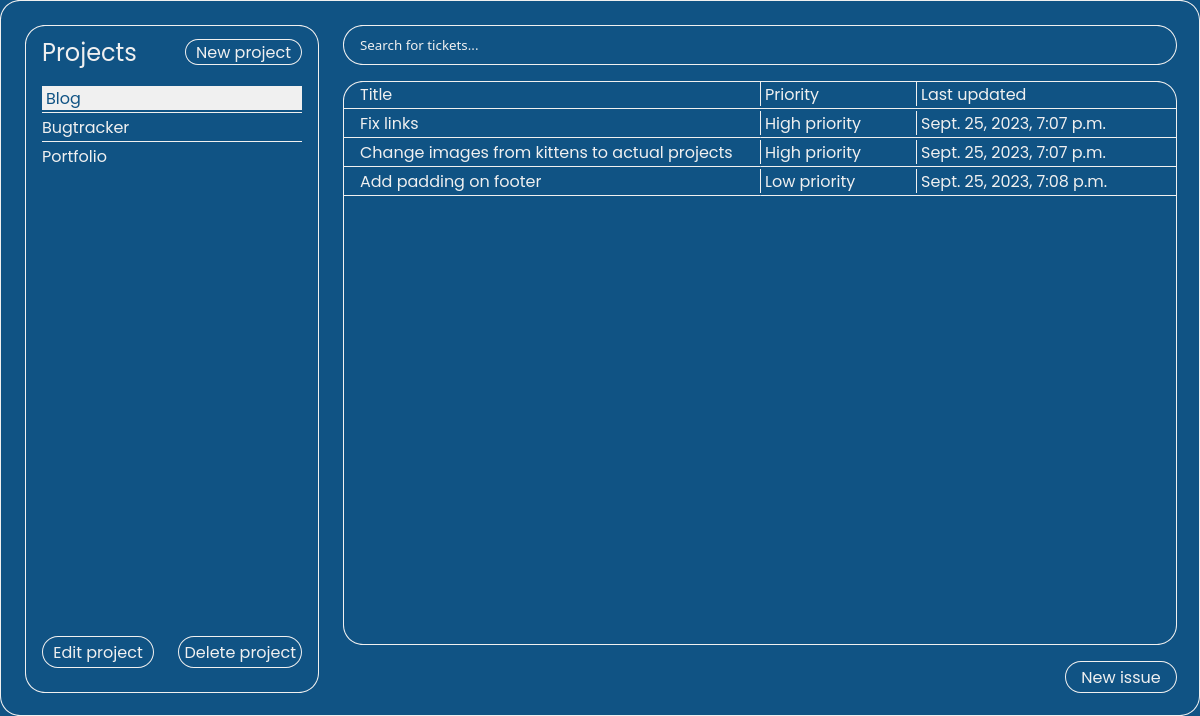 Projects
New project
Blog
Bugtracker
Portfolio
Edit project
Delete project
Search for tickets...
Title Priority Last updated
Fix links High priority Sept. 25, 2023, 7:07 p.m.
Change images from kittens to actual projects High priority Sept. 25, 2023, 7:07 p.m.
Add padding on footer Low priority Sept. 25, 2023, 7:08 p.m.
New issue